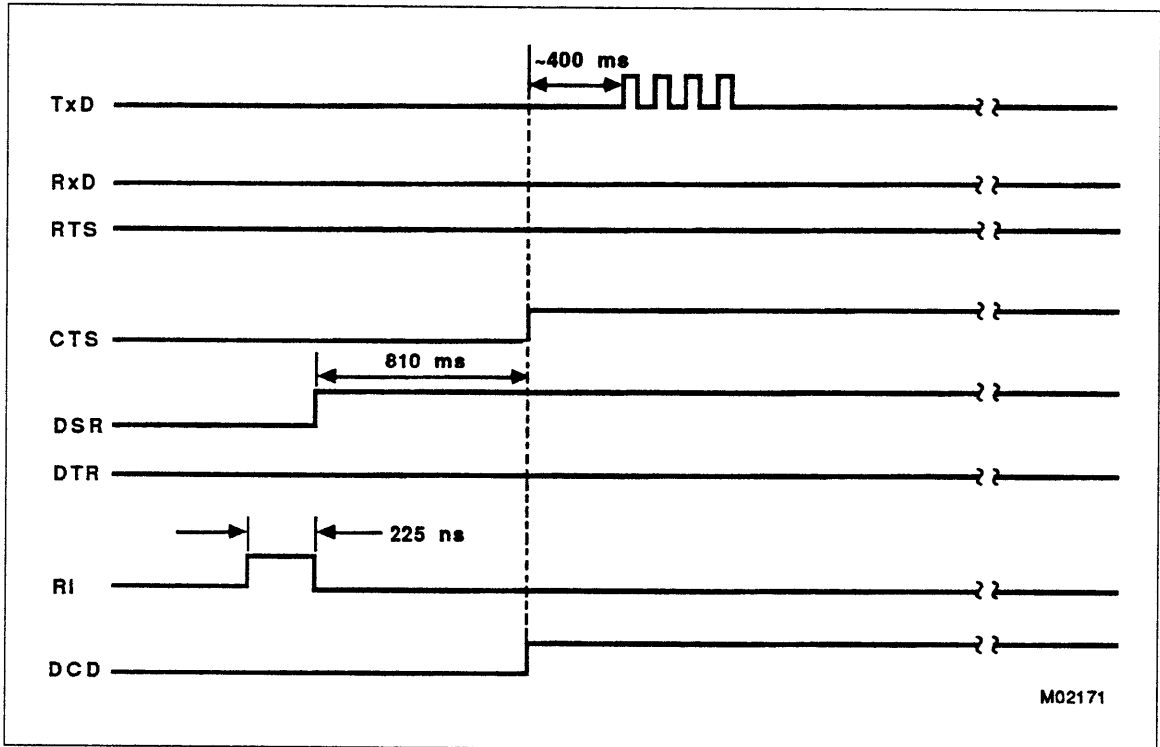 ~400 ms
TxD
RxD
RTS
CTS
810 ms
DSR
DTR
225 ns
RI
DCD
M02171